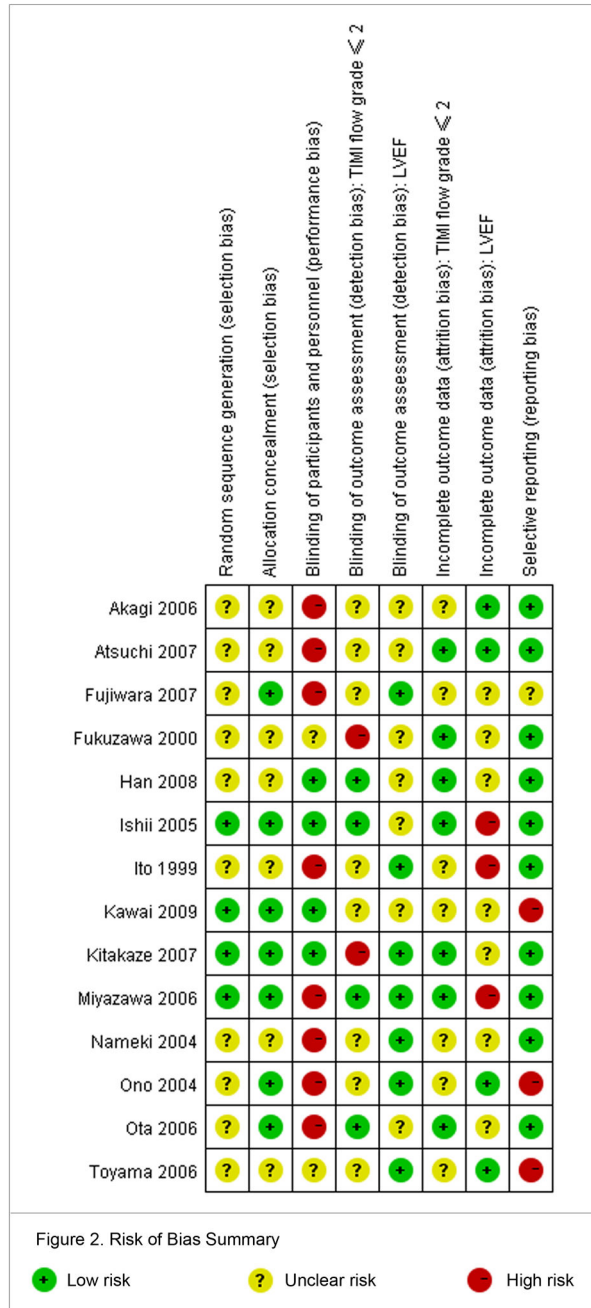 Random sequence generation (selection bias)
Allocation concealment (selection bias)
Blinding of participants and personnel (performance bias)
Blinding of outcome assessment (detection bias): TIMI flow grade ⩽ 2
Blinding of outcome assessment (detection bias): LVEF
Incomplete outcome data (attrition bias): TIMI flow grade ⩽ 2
Incomplete outcome data (attrition bias): LVEF
Selective reporting (reporting bias)
Akagi 2006 ? ? - ? ? ? + +
Atsuchi 2007 ? ? - ? ? + + +
Fujiwara 2007 ? + - ? + ? ? ?
Fukuzawa 2000 ? ? ? - ? + ? +
Han 2008 ? ? + + ? + ? +
Ishii 2005 + + + + ? + - +
Ito 1999 ? ? - ? + ? - +
Kawai 2009 + + + ? ? ? ? -
Kitakaze 2007 + + + - + + ? +
Miyazawa 2006 + + - + + + - +
Nameki 2004 ? ? - ? + ? ? +
Ono 2004 ? + - ? + ? + -
Ota 2006 ? + - + ? + ? +
Toyama 2006 ? ? ? ? + ? + -
Figure 2. Risk of Bias Summary
+ Low risk ? Unclear risk - High risk